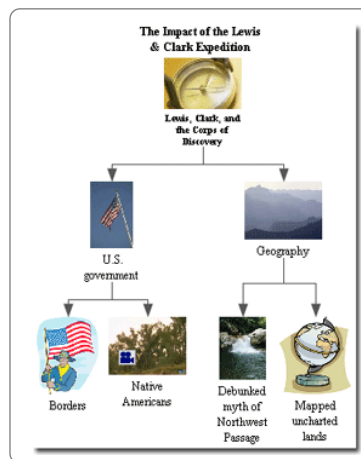 The Impact of the Lewis
& Clark Expedition
Lewis, Clark, and
the Corps of
Discovery
U.S.
government
Geography
Borders
Native
Americans
Debunked
myth of
Northwest
Passage
Mapped
uncharted
lands